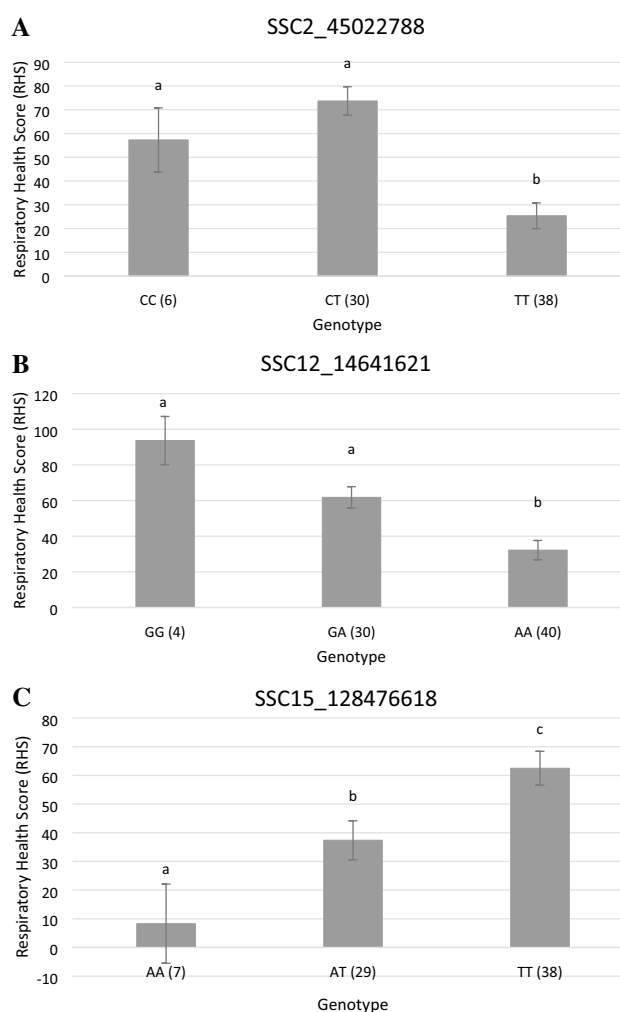 A
SSC2_45022788
Respiratory Health Score (RHS)
90
80
70
60
50
40
30
20
10
0
a
a
b
CC (6)
CT (30)
TT (38)
Genotype
B
SSC12_14641621
Respiratory Health Score (RHS)
120
100
80
60
40
20
0
a
a
b
GG (4)
GA (30)
AA (40)
Genotype
C
SSC15_128476618
Respiratory Health Score (RHS)
80
70
60
50
40
30
20
10
0
-10
a
b
c
AA (7)
AT (29)
TT (38)
Genotype